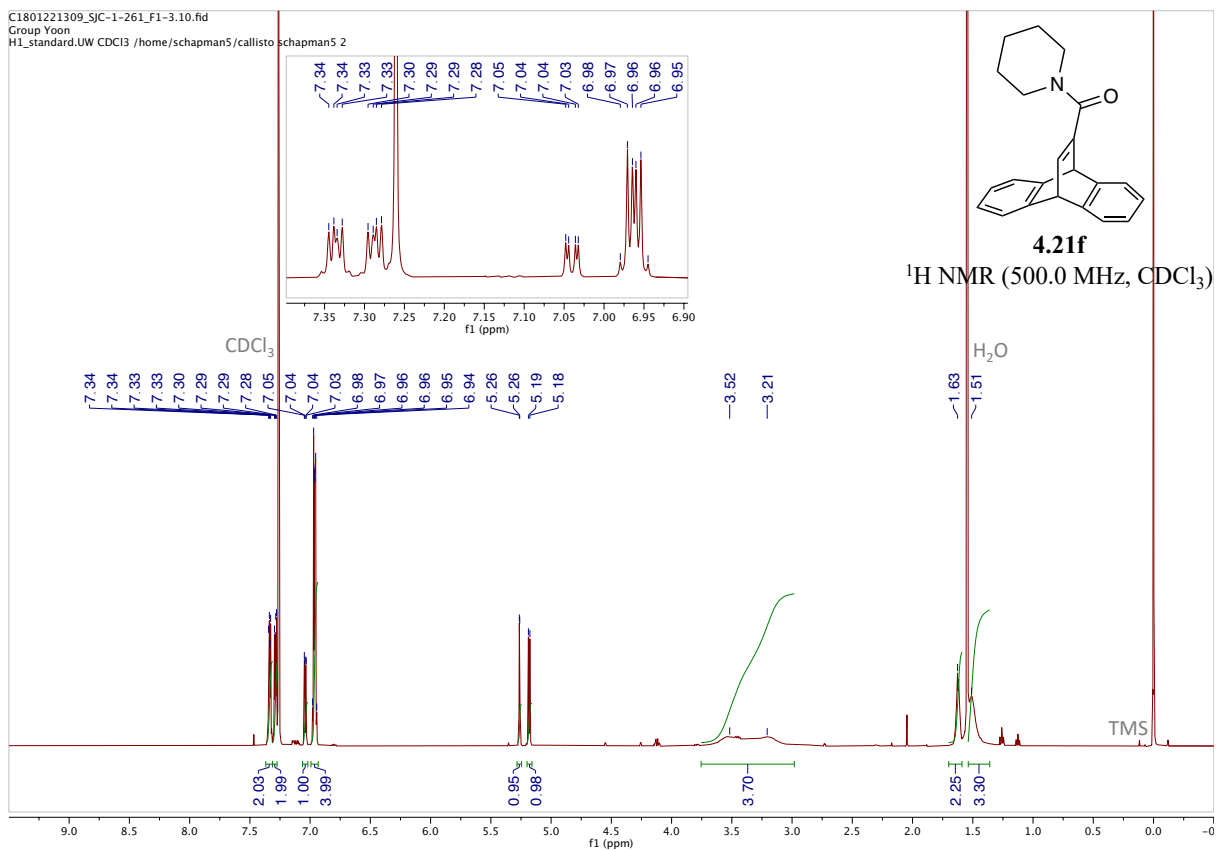 C1801221309_SJC-1-261_F1-3.10.fid
Group Yoon
H1_standard.UW CDCl3 /home/schapman5/callisto schapman5 2
7.34 7.34 7.33 7.33 7.30 7.29 7.29 7.28 7.05 7.04 7.04 7.03 6.98 6.97 6.96 6.96 6.95
7.35 7.30 7.25 7.20 7.15 7.10 7.05 7.00 6.95 6.90
f1 (ppm)
N
O
4.21f
¹H NMR (500.0 MHz, CDCl₃)
CDCl₃
H₂O
7.34 7.34 7.33 7.33 7.30 7.29 7.29 7.28 7.05 7.04 7.04 7.03 6.98 6.97 6.96 6.96 6.95 6.94 5.26 5.26 5.19 5.18 3.52 3.21 1.63 1.51
TMS
2.03 1.99 1.00 3.99 0.95 0.98 3.70 2.25 3.30
9.0 8.5 8.0 7.5 7.0 6.5 6.0 5.5 5.0 4.5 4.0 3.5 3.0 2.5 2.0 1.5 1.0 0.5 0.0 -0
f1 (ppm)